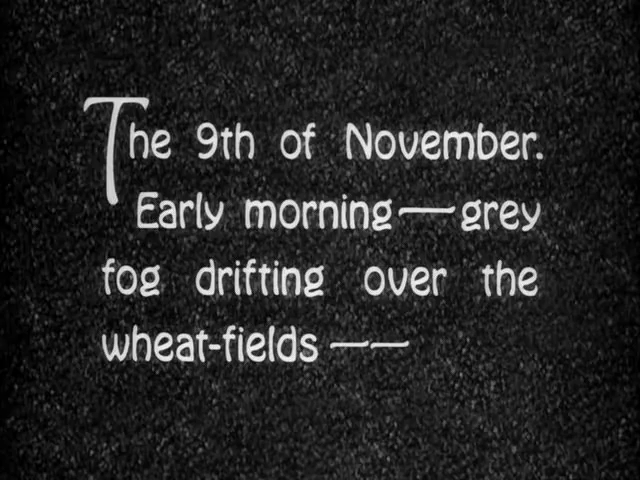 The 9th of November.
Early morning — grey
fog drifting over the
wheat-fields — —